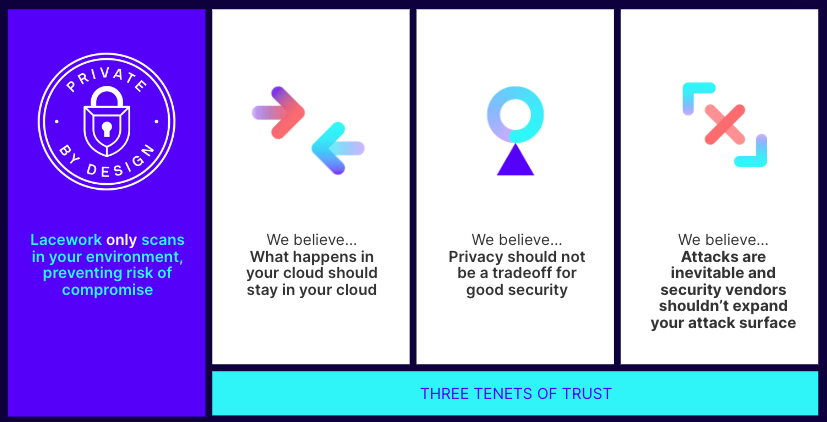 PRIVATE
BY DESIGN
Lacework only scans
in your environment,
preventing risk of
compromise
We believe...
What happens in
your cloud should
stay in your cloud
We believe...
Privacy should not
be a tradeoff for
good security
We believe...
Attacks are
inevitable and
security vendors
shouldn’t expand
your attack surface
THREE TENETS OF TRUST